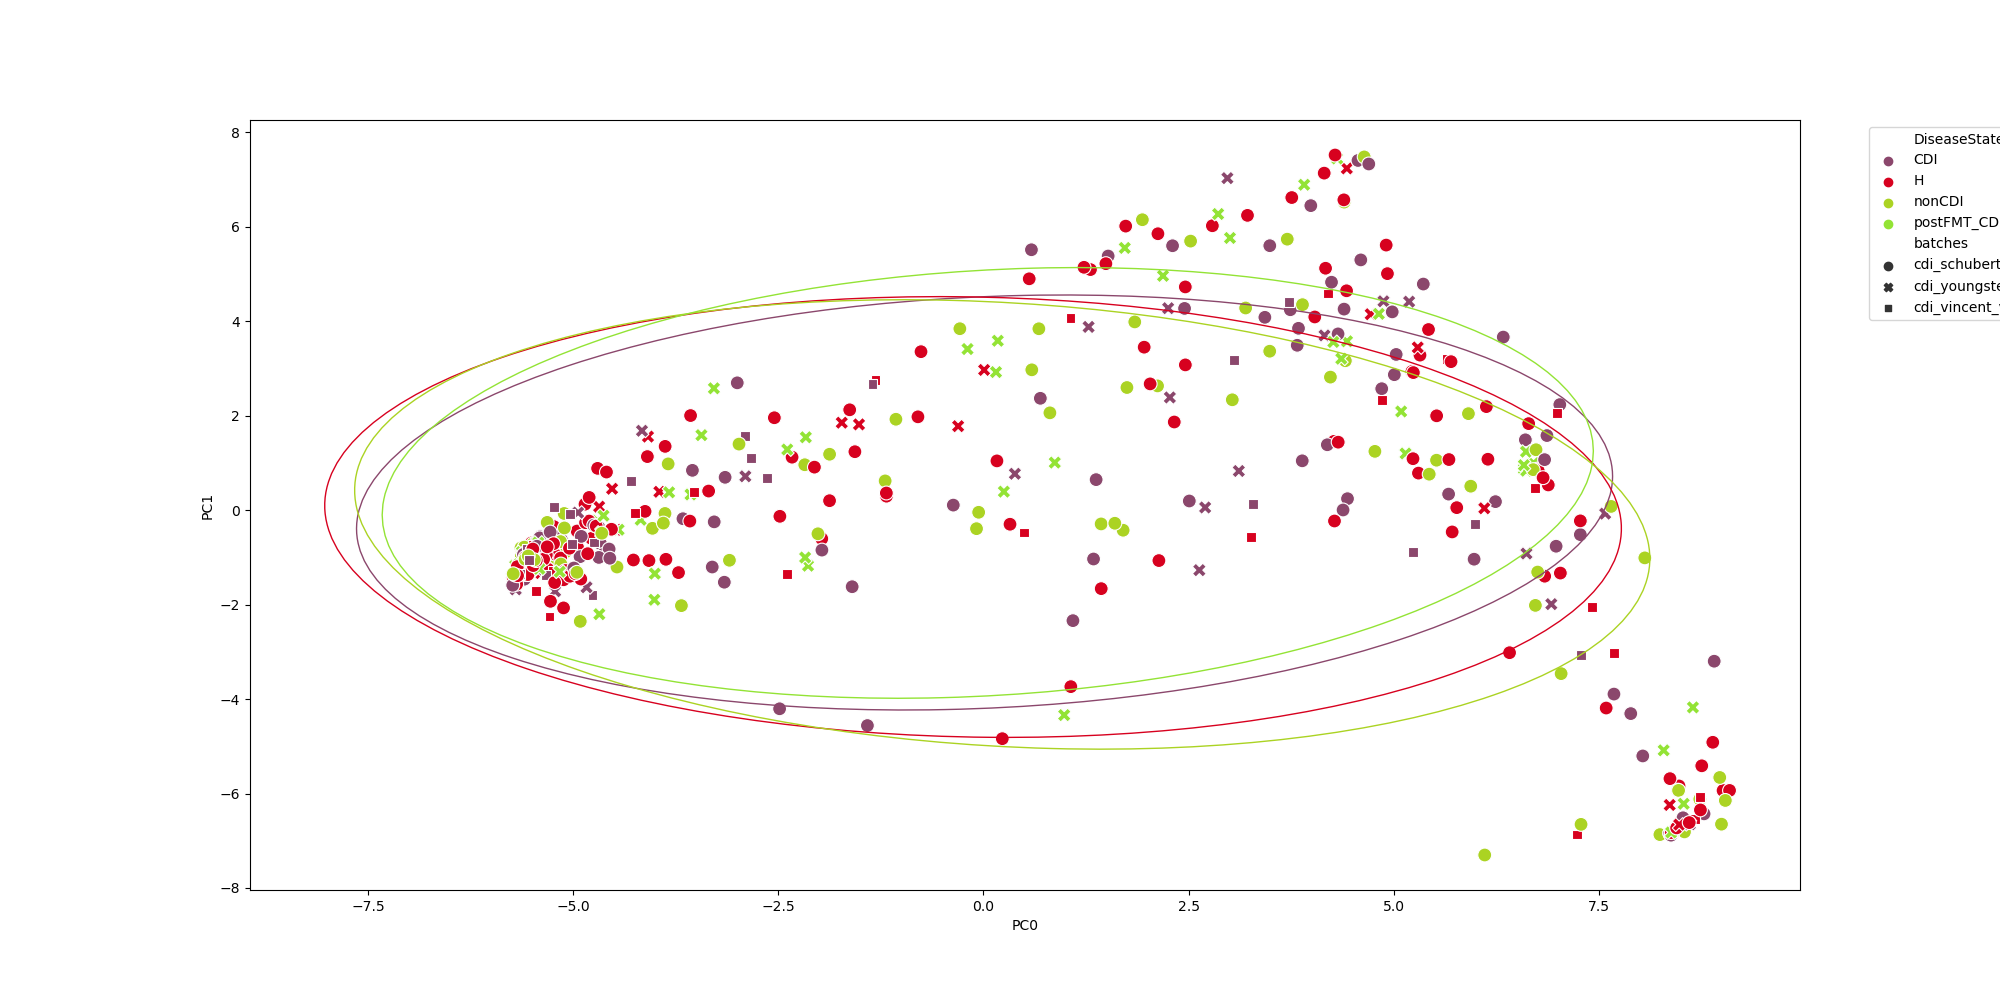 8
6
4
2
0
−2
−4
−6
−8
PC1
−7.5 −5.0 −2.5 0.0 2.5 5.0 7.5
PC0
DiseaseState
CDI
H
nonCDI
postFMT_CD
batches
cdi_schubert
cdi_youngste
cdi_vincent_